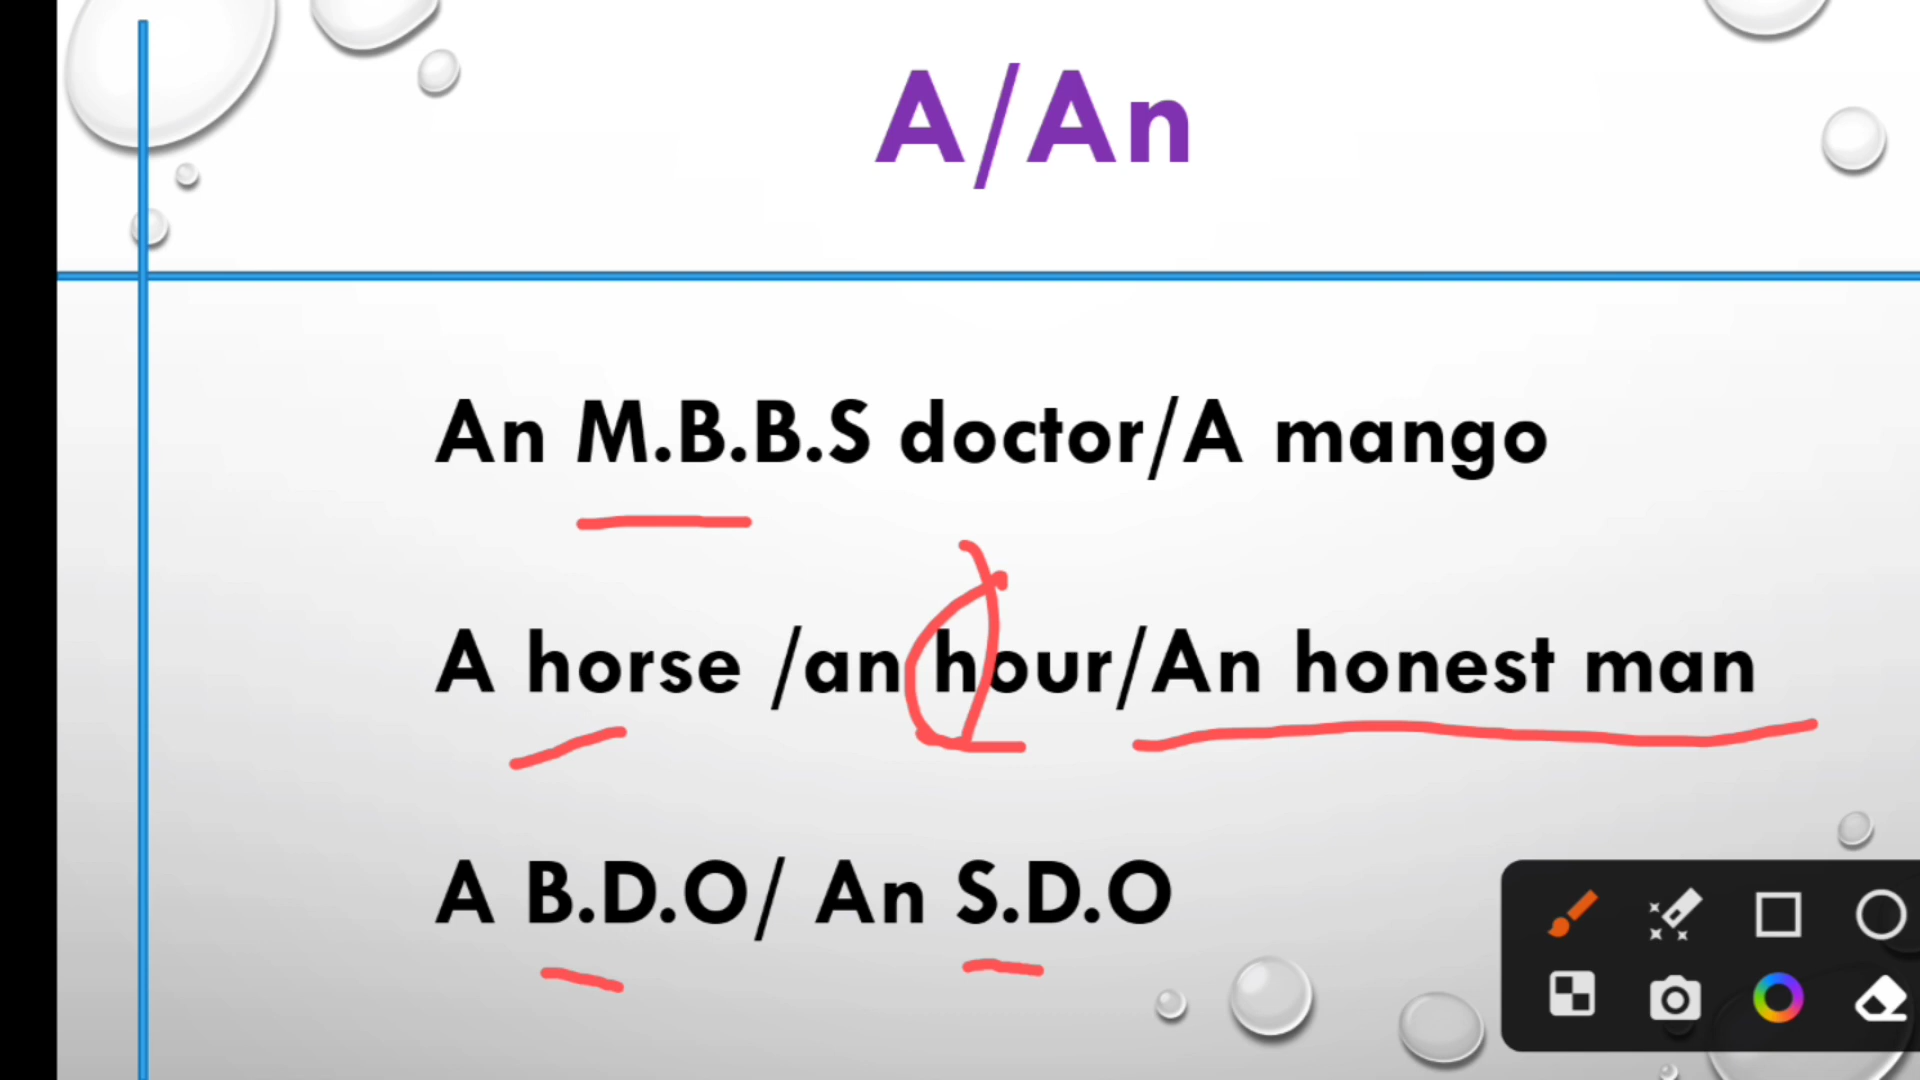 A/An
An M.B.B.S doctor/A mango
A horse /an hour/An honest man
A B.D.O/ An S.D.O